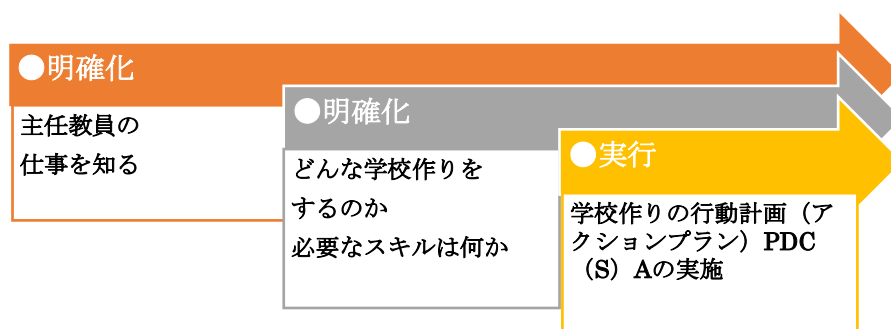 ●明確化
主任教員の
仕事を知る
●明確化
どんな学校作りを
するのか
必要なスキルは何か
●実行
学校作りの行動計画（ア
クションプラン）PDC
（S）Aの実施